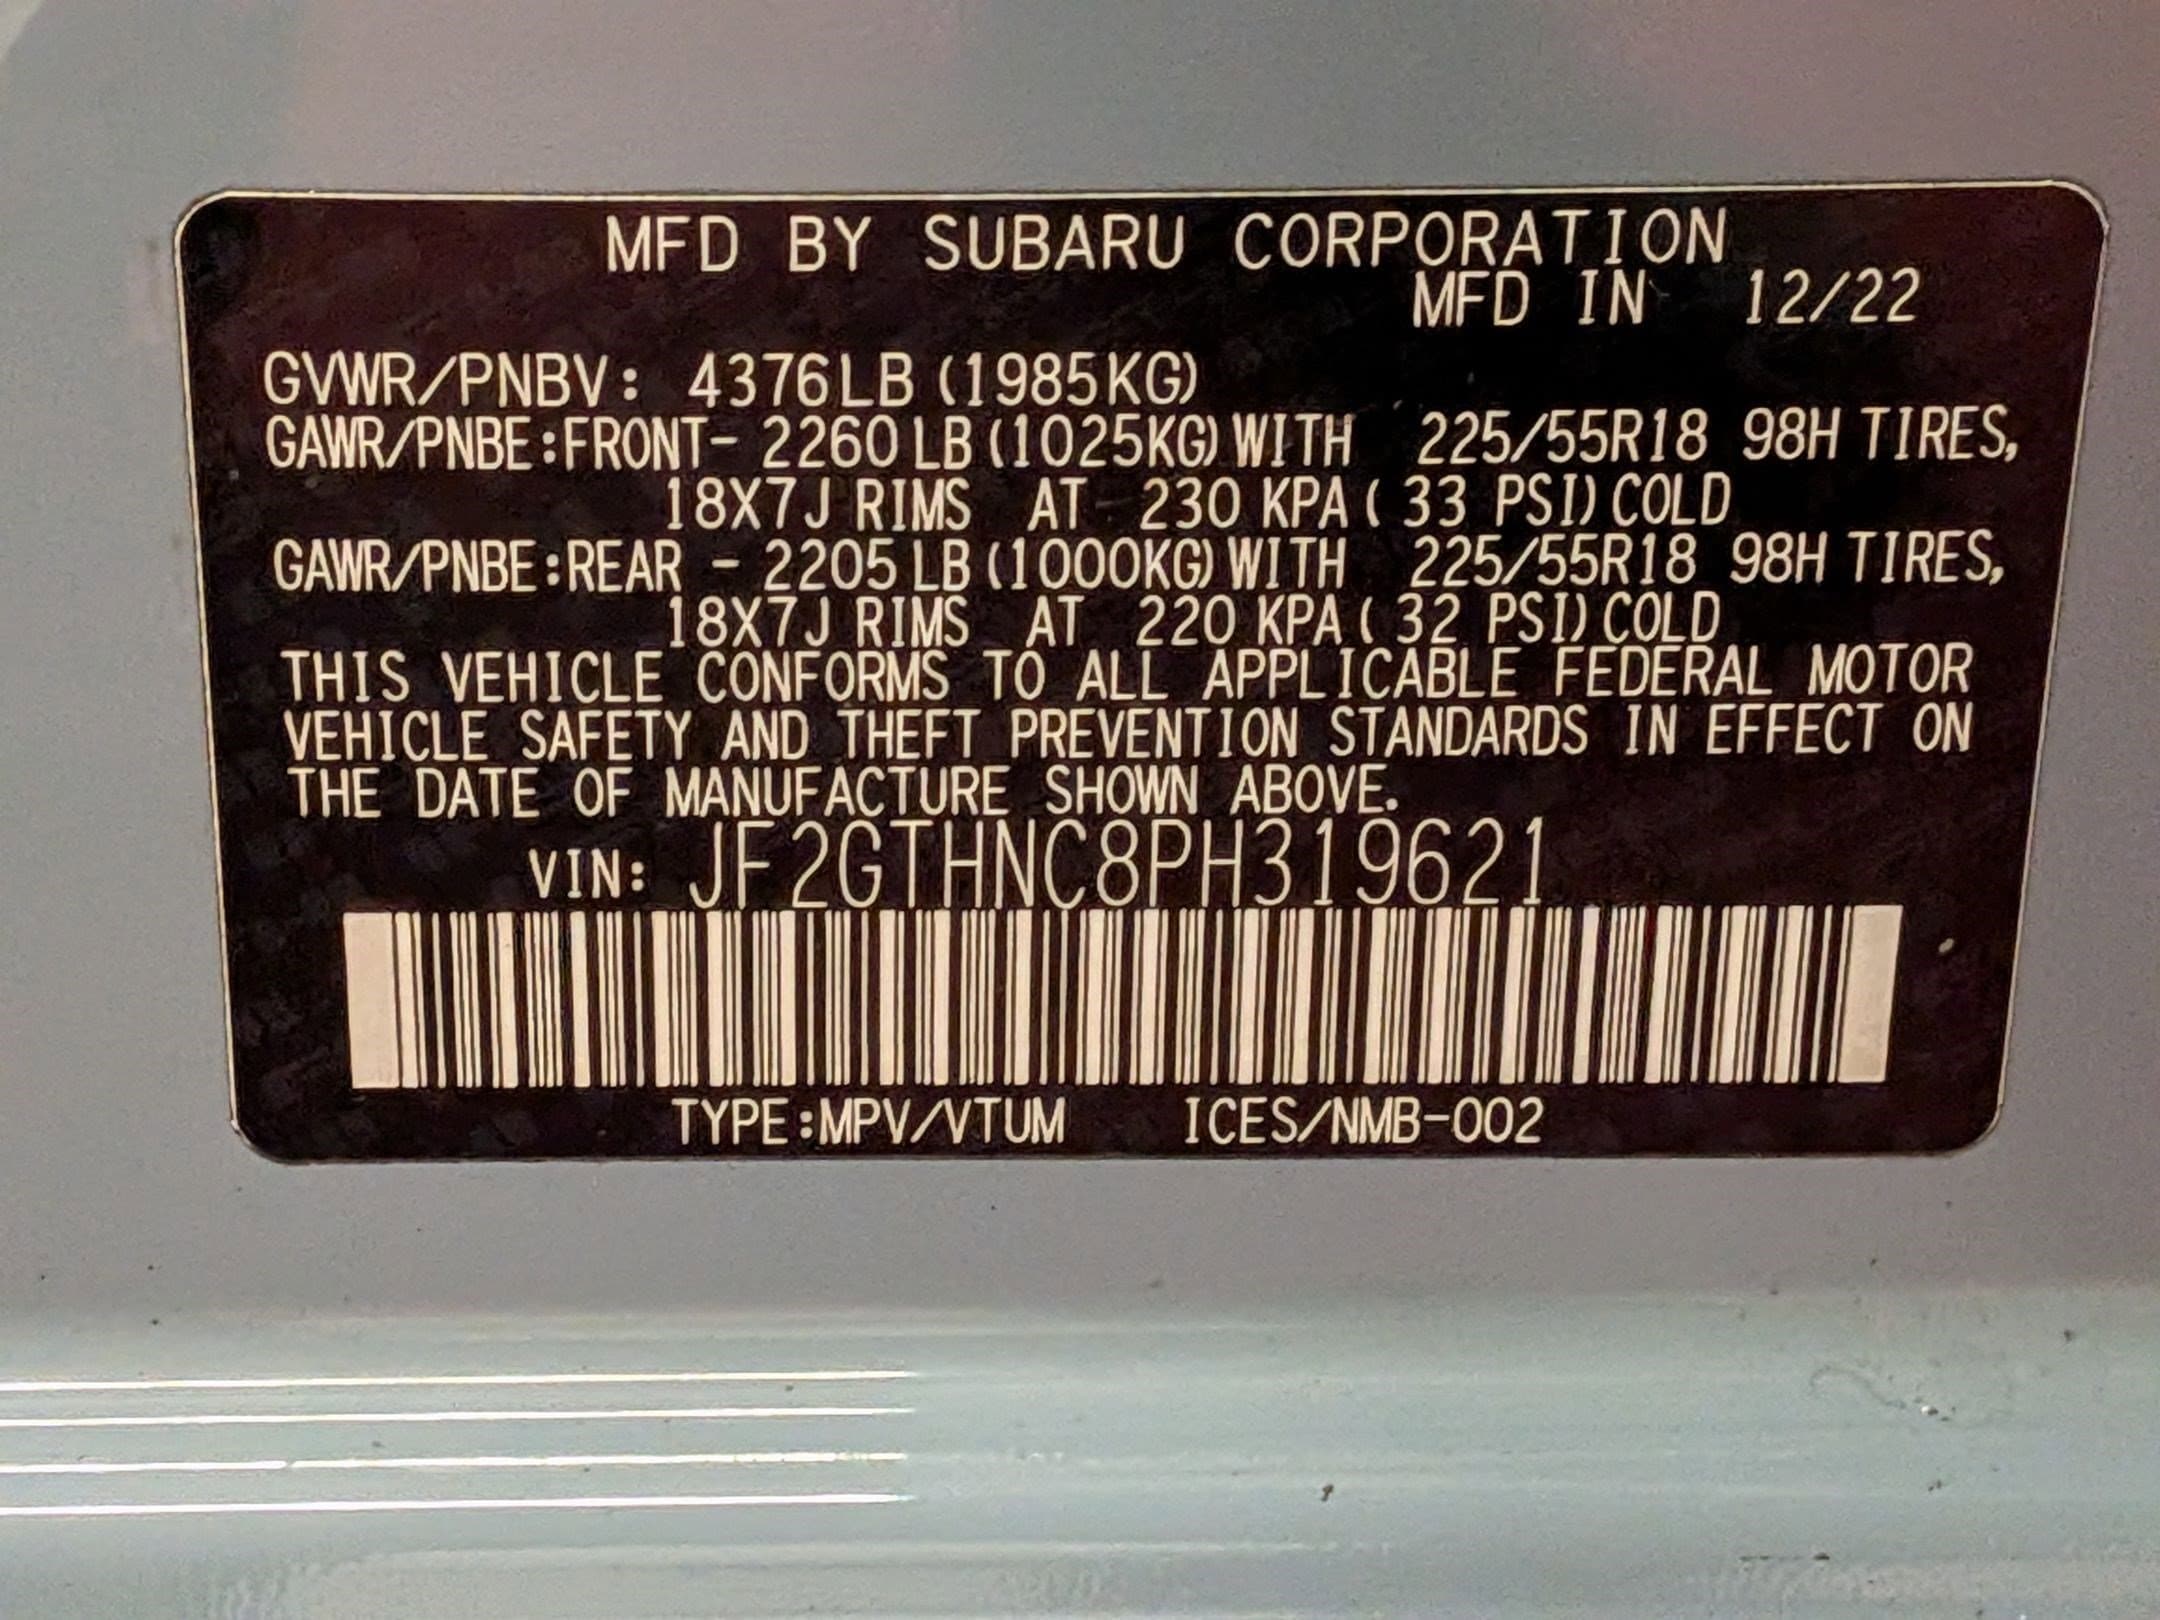 MFD BY SUBARU CORPORATION
MFD IN 12/22
GVWR/PNBV: 4376LB (1985KG)
GAWR/PNBE:FRONT- 2260 LB (1025KG) WITH 225/55R18 98H TIRES,
18X7J RIMS AT 230 KPA ( 33 PSI) COLD
GAWR/PNBE:REAR - 2205 LB (1000KG) WITH 225/55R18 98H TIRES,
18X7J RIMS AT 220 KPA ( 32 PSI) COLD
THIS VEHICLE CONFORMS TO ALL APPLICABLE FEDERAL MOTOR
VEHICLE SAFETY AND THEFT PREVENTION STANDARDS IN EFFECT ON
THE DATE OF MANUFACTURE SHOWN ABOVE.
VIN: JF2GTHNC8PH319621
TYPE:MPV/VTUM ICES/NMB-002